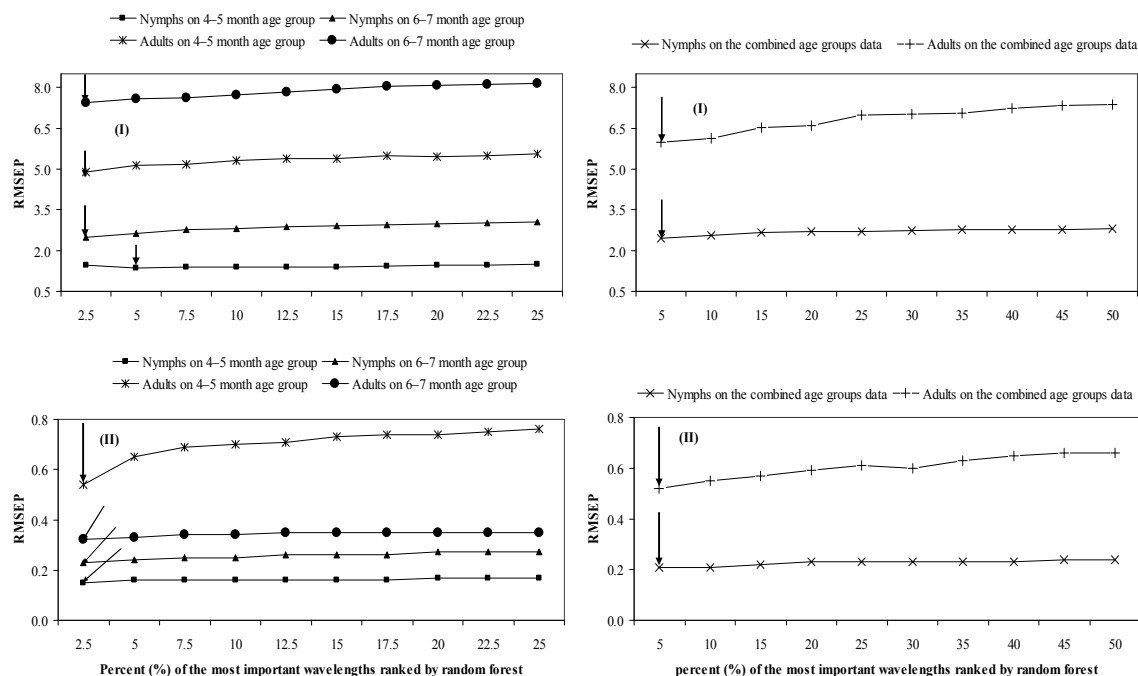 Nymphs on 4–5 month age group Nymphs on 6–7 month age group
Adults on 4–5 month age group Adults on 6–7 month age group
8.0
6.5
5.0
3.5
2.0
0.5
RMSEP
(I)
2.5 5 7.5 10 12.5 15 17.5 20 22.5 25
Nymphs on the combined age groups data Adults on the combined age groups data
8.0
6.5
5.0
3.5
2.0
0.5
RMSEP
(I)
5 10 15 20 25 30 35 40 45 50
Nymphs on 4–5 month age group Nymphs on 6–7 month age group
Adults on 4–5 month age group Adults on 6–7 month age group
0.8
0.6
0.4
0.2
0.0
RMSEP
(II)
2.5 5 7.5 10 12.5 15 17.5 20 22.5 25
Percent (%) of the most important wavelengths ranked by random forest
Nymphs on the combined age groups data Adults on the combined age groups data
0.8
0.6
0.4
0.2
0.0
RMSEP
(II)
5 10 15 20 25 30 35 40 45 50
percent (%) of the most important wavelengths ranked by random forest